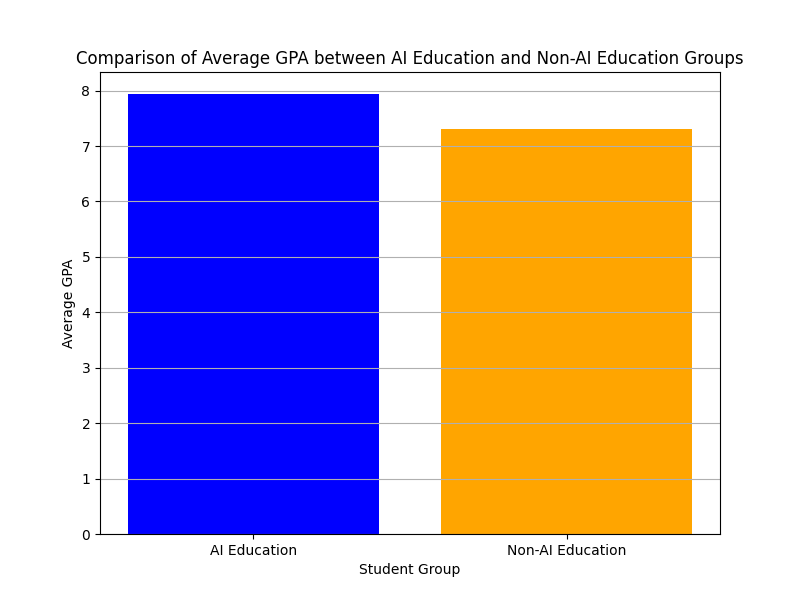 Comparison of Average GPA between AI Education and Non-AI Education Groups
8
7
6
5
4
3
2
1
0
Average GPA
AI Education
Non-AI Education
Student Group